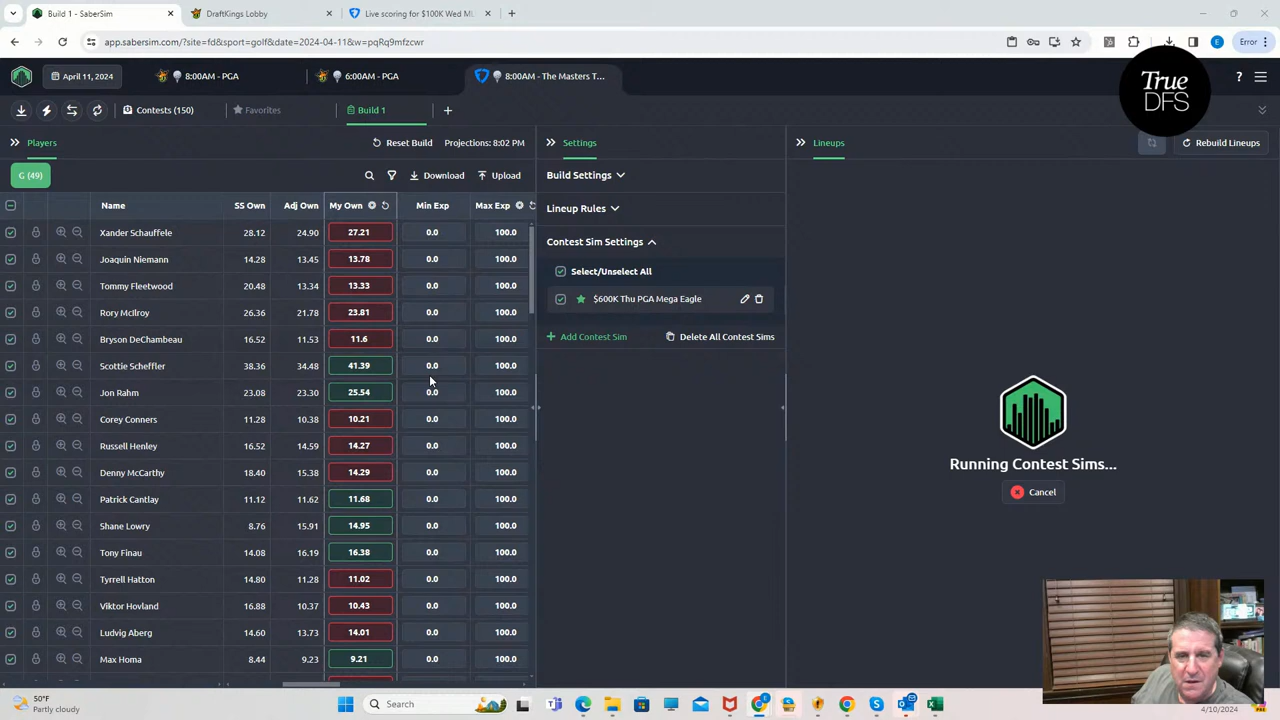 Build 1 - SaberSim
DraftKings Lobby
Live scoring for $100K Wed ML
app.sabersim.com/?site=fd&sport=golf&date=2024-04-11&w=pqRq9mfzcwr
E
Error
April 11, 2024
8:00AM - PGA
6:00AM - PGA
8:00AM - The Masters T...
?
True
DFS
Contests (150)
Favorites
Build 1
Players
Reset Build
Projections: 8:02 PM
Settings
Lineups
Rebuild Lineups
G (49)
Download
Upload
Build Settings
Name SS Own Adj Own My Own Min Exp Max Exp
Lineup Rules
Xander Schauffele 28.12 24.90 27.21 0.0 100.0
Contest Sim Settings
Joaquin Niemann 14.28 13.45 13.78 0.0 100.0
Select/Unselect All
Tommy Fleetwood 20.48 13.34 13.33 0.0 100.0
$600K Thu PGA Mega Eagle
Rory McIlroy 26.36 21.78 23.81 0.0 100.0
Add Contest Sim
Delete All Contest Sims
Bryson DeChambeau 16.52 11.53 11.6 0.0 100.0
Scottie Scheffler 38.36 34.48 41.39 0.0 100.0
Jon Rahm 23.08 23.20 25.54 0.0 100.0
Corey Conners 11.28 10.38 10.21 0.0 100.0
Russell Henley 16.52 14.59 14.27 0.0 100.0
Denny McCarthy 18.40 15.38 14.29 0.0 100.0
Patrick Cantlay 11.12 11.62 11.68 0.0 100.0
Shane Lowry 8.76 15.91 14.95 0.0 100.0
Tony Finau 14.08 16.19 16.38 0.0 100.0
Tyrrell Hatton 14.80 11.28 11.02 0.0 100.0
Viktor Hovland 16.88 10.37 10.43 0.0 100.0
Ludvig Aberg 14.60 13.73 14.01 0.0 100.0
Max Homa 8.44 9.23 9.21 0.0 100.0
Running Contest Sims...
Cancel
50°F
Partly cloudy
Search
4/10/2024